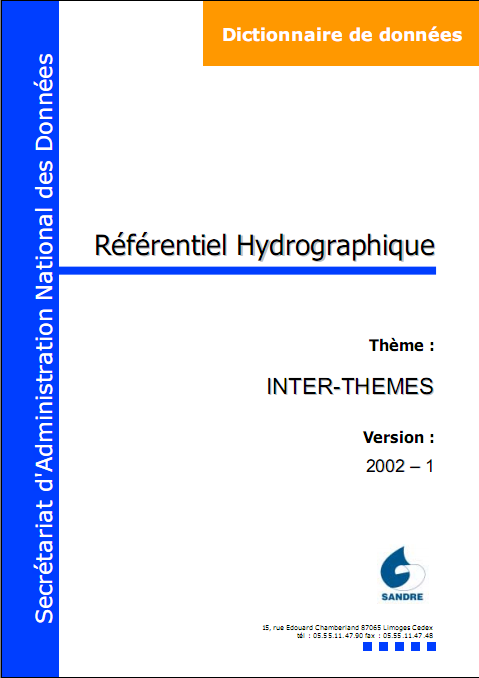 Dictionnaire de données
Secrétariat d'Administration National des Données
Référentiel Hydrographique
Thème :
INTER-THEMES
Version :
2002 – 1
SANDRE
15, rue Edouard Chamberland 87065 Limoges Cedex
tél : 05.55.11.47.90 fax : 05.55.11.47.48